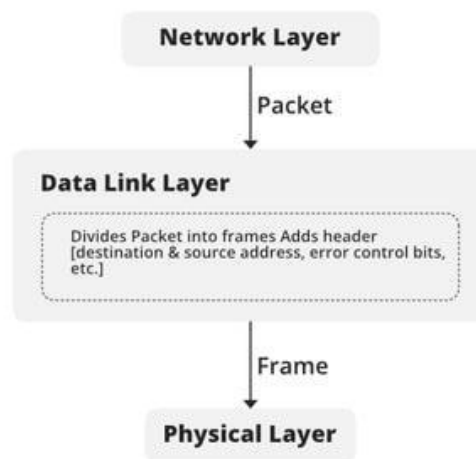 Network Layer
Packet
Data Link Layer
Divides Packet into frames Adds header
[destination & source address, error control bits,
etc.]
Frame
Physical Layer